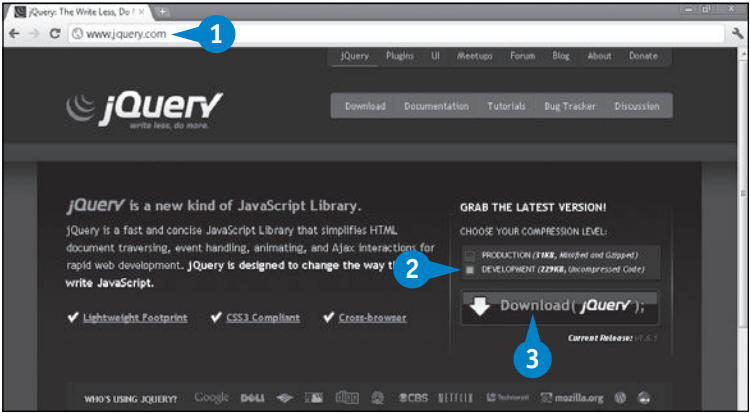 jQuery: The Write Less, Do M
www.jquery.com
1
jQuery Plugins UI Meetups Forum Blog About Donate
jQuery
write less, do more.
Download Documentation Tutorials Bug Tracker Discussion
jQuery is a new kind of JavaScript Library.
jQuery is a fast and concise JavaScript Library that simplifies HTML
document traversing, event handling, animating, and Ajax interactions for
rapid web development. jQuery is designed to change the way th
write JavaScript.
Lightweight Footprint CSS3 Compliant Cross-browser
GRAB THE LATEST VERSION!
CHOOSE YOUR COMPRESSION LEVEL:
PRODUCTION (31KB, Minified and Gzipped)
2
DEVELOPMENT (229KB, Uncompressed Code)
Download( jQuery );
3
Current Release: v1.6.1
WHO'S USING JQUERY? Google DELL CBS NETFLIX Technorati mozilla.org